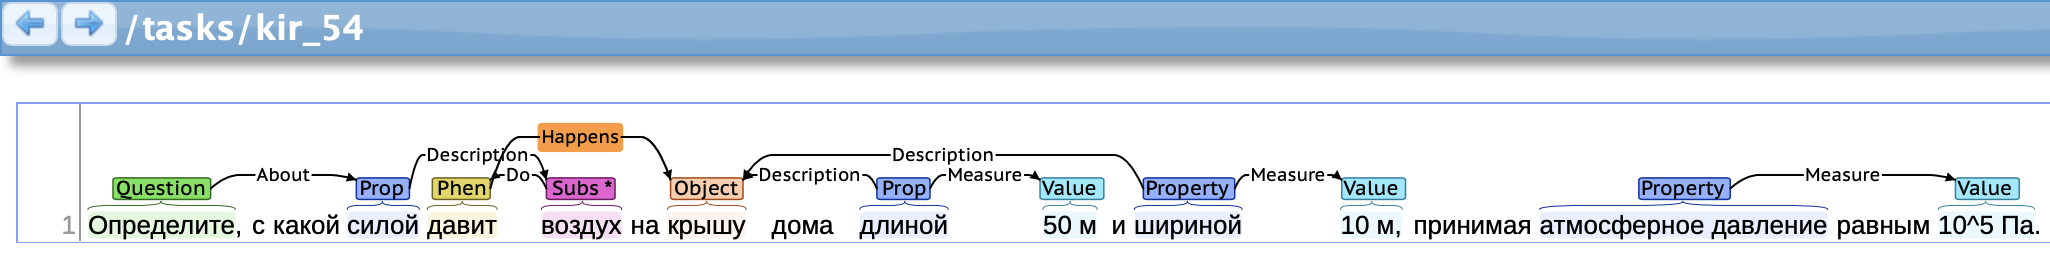 /tasks/kir_54
Happens
Description Description
About Do Description Measure Measure Measure
Question Prop Phen Subs * Object Prop Value Property Value Property Value
1 Определите, с какой силой давит воздух на крышу дома длиной 50 м и шириной 10 м, принимая атмосферное давление равным 10^5 Па.